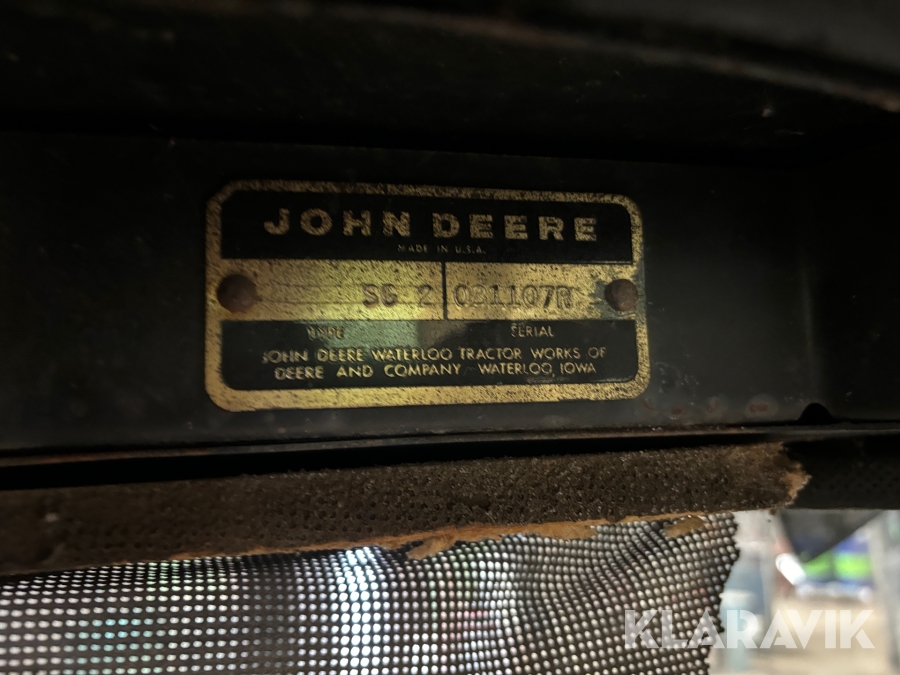 JOHN DEERE
MADE IN U.S.A.
SG 2 031107R
TYPE SERIAL
JOHN DEERE WATERLOO TRACTOR WORKS OF
DEERE AND COMPANY WATERLOO, IOWA
KLARAVIK